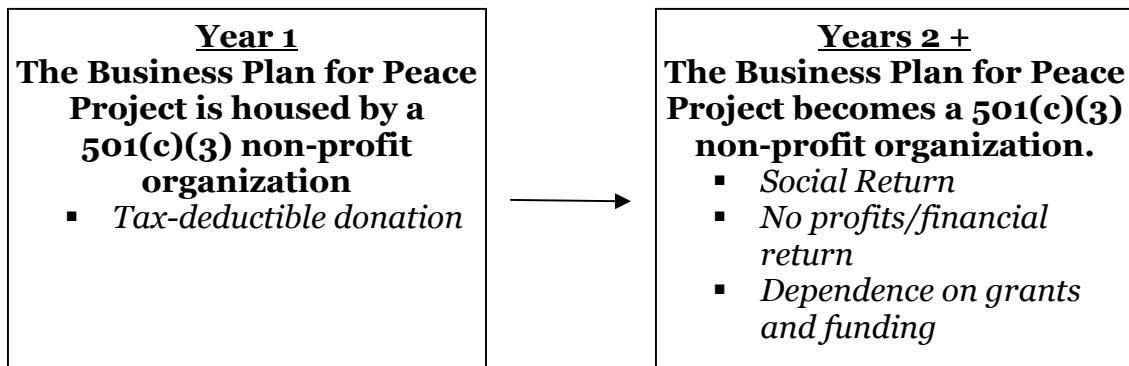 Year 1
The Business Plan for Peace
Project is housed by a
501(c)(3) non-profit
organization
▪ Tax-deductible donation
Years 2 +
The Business Plan for Peace
Project becomes a 501(c)(3)
non-profit organization.
▪ Social Return
▪ No profits/financial
return
▪ Dependence on grants
and funding